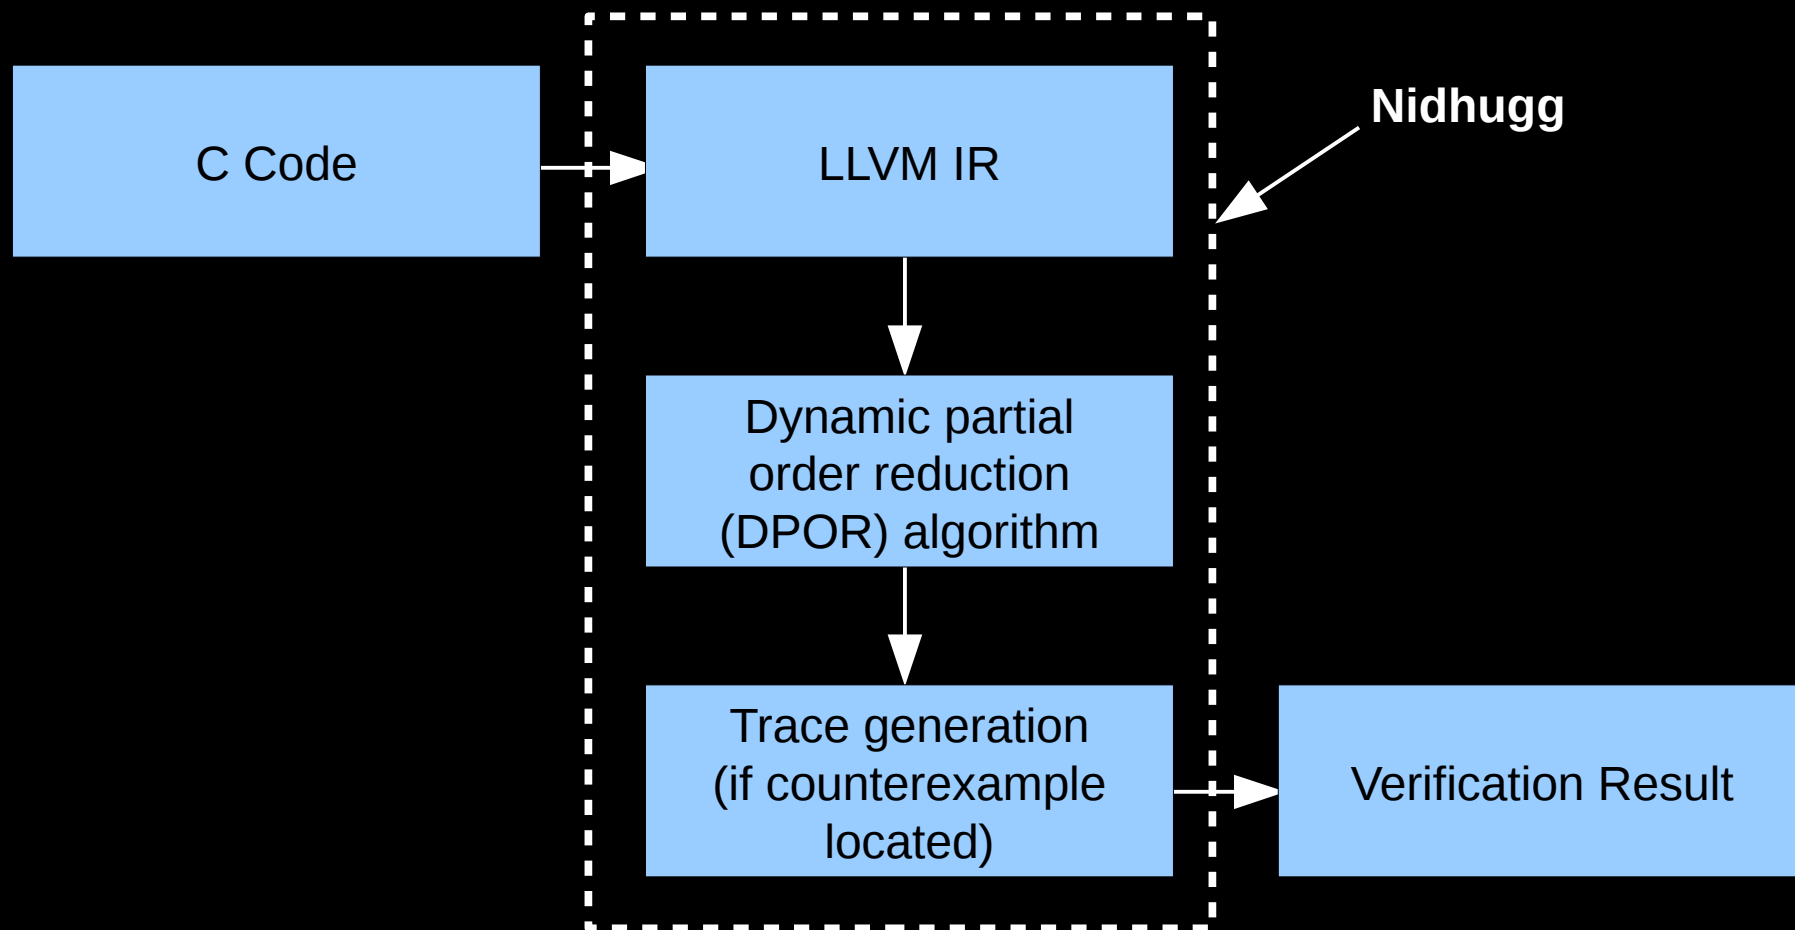 C Code
LLVM IR
Nidhugg
Dynamic partial
order reduction
(DPOR) algorithm
Trace generation
(if counterexample
located)
Verification Result